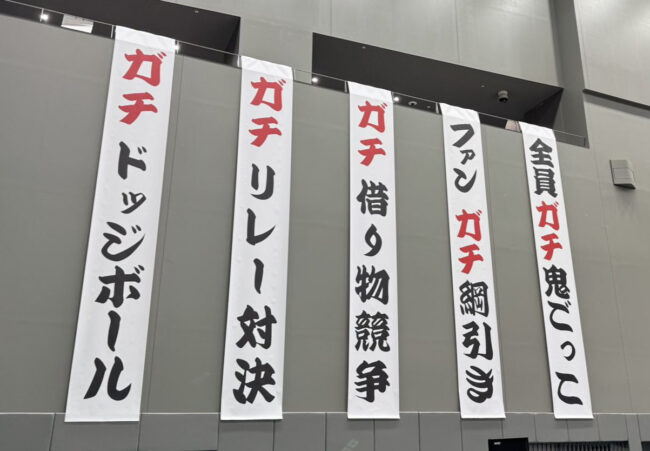 ガチドッジボール
ガチリレー対決
ガチ借り物競争
ファンガチ綱引き
全員ガチ鬼ごっこ